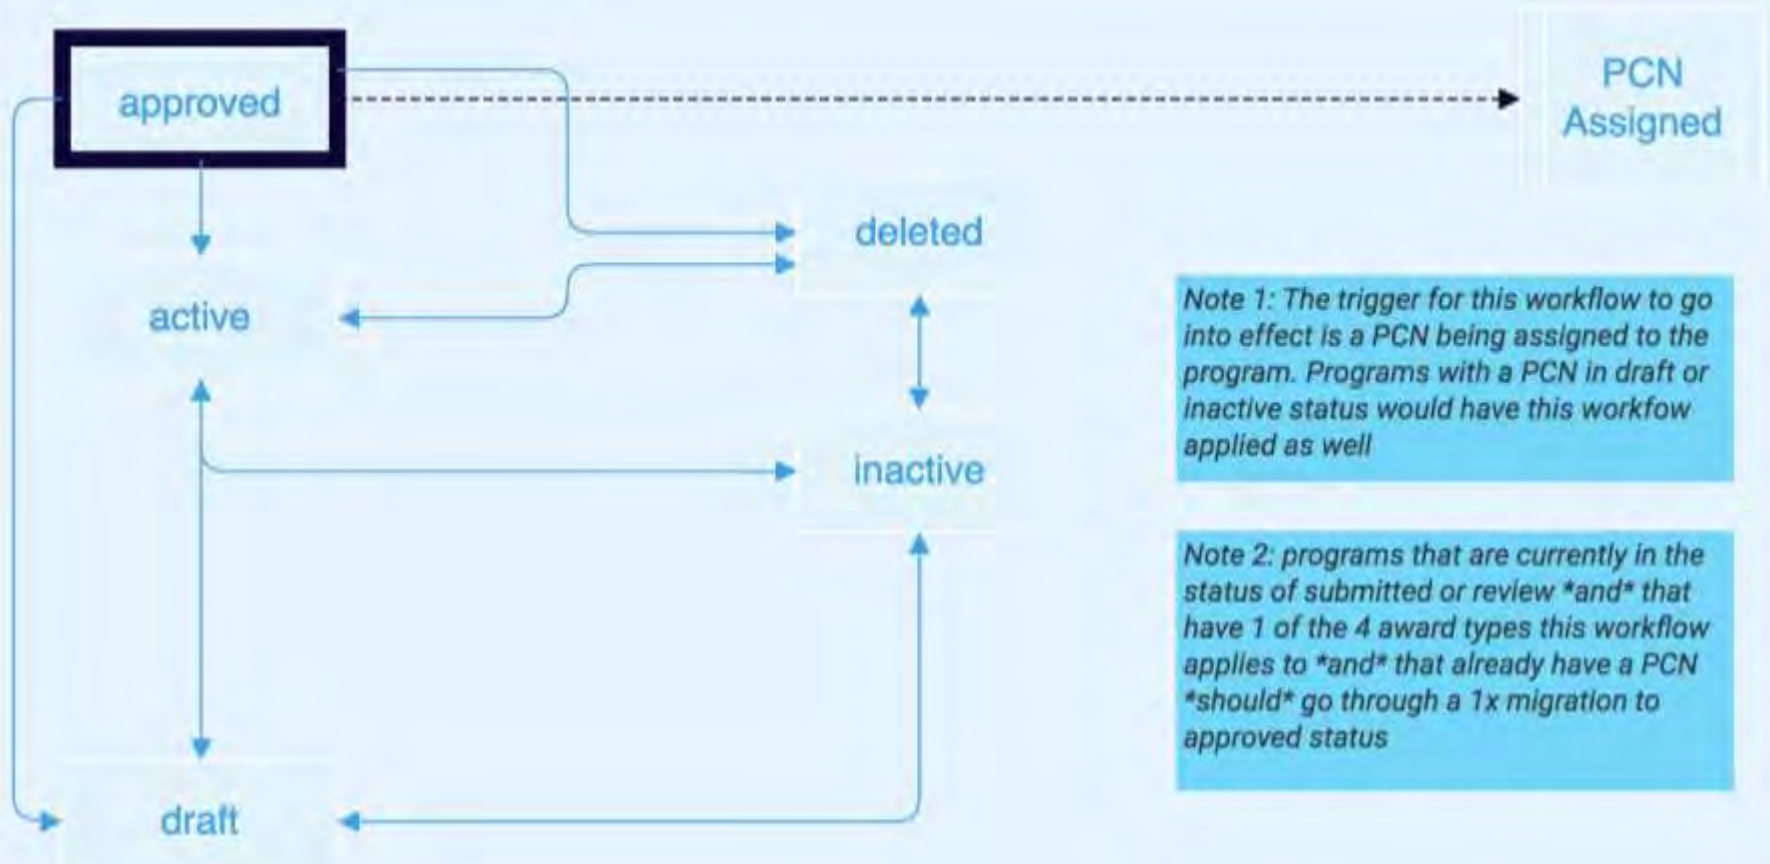 approved
PCN
Assigned
deleted
active
Note 1: The trigger for this workflow to go
into effect is a PCN being assigned to the
program. Programs with a PCN in draft or
inactive status would have this workfow
applied as well
inactive
Note 2: programs that are currently in the
status of submitted or review *and* that
have 1 of the 4 award types this workflow
applies to *and* that already have a PCN
*should* go through a 1x migration to
approved status
draft